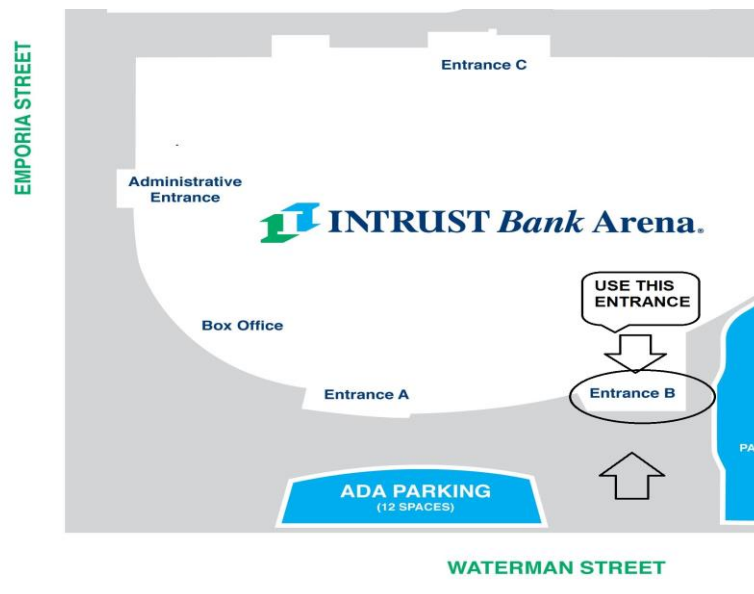 EMPORIA STREET
Entrance C
Administrative
Entrance
INTRUST Bank Arena.
USE THIS
ENTRANCE
Box Office
Entrance A
Entrance B
PA
ADA PARKING
(12 SPACES)
WATERMAN STREET